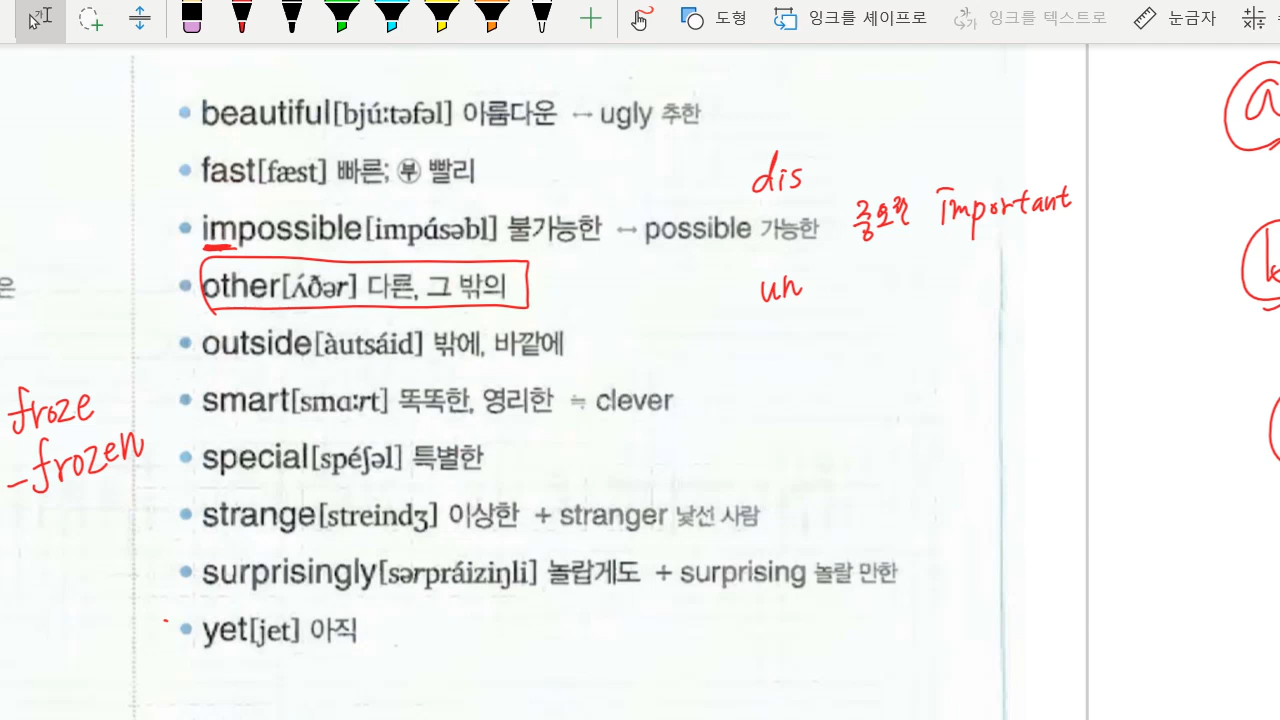 도형 잉크를 셰이프로 잉크를 텍스트로 눈금자
beautiful[bjúːtəfəl] 아름다운 ↔ ugly 추한
fast[fæst] 빠른; ㉾ 빨리
dis
impossible[impásəbl] 불가능한 ↔ possible 가능한
중요한 important
other[ʌ́ðər] 다른, 그 밖의
un
outside[àutsáid] 밖에, 바깥에
smart[smɑːrt] 똑똑한, 영리한 ≒ clever
froze
-frozen
special[spéʃəl] 특별한
strange[streindʒ] 이상한 + stranger 낯선 사람
surprisingly[sərpráiziŋli] 놀랍게도 + surprising 놀랄 만한
yet[jet] 아직
a